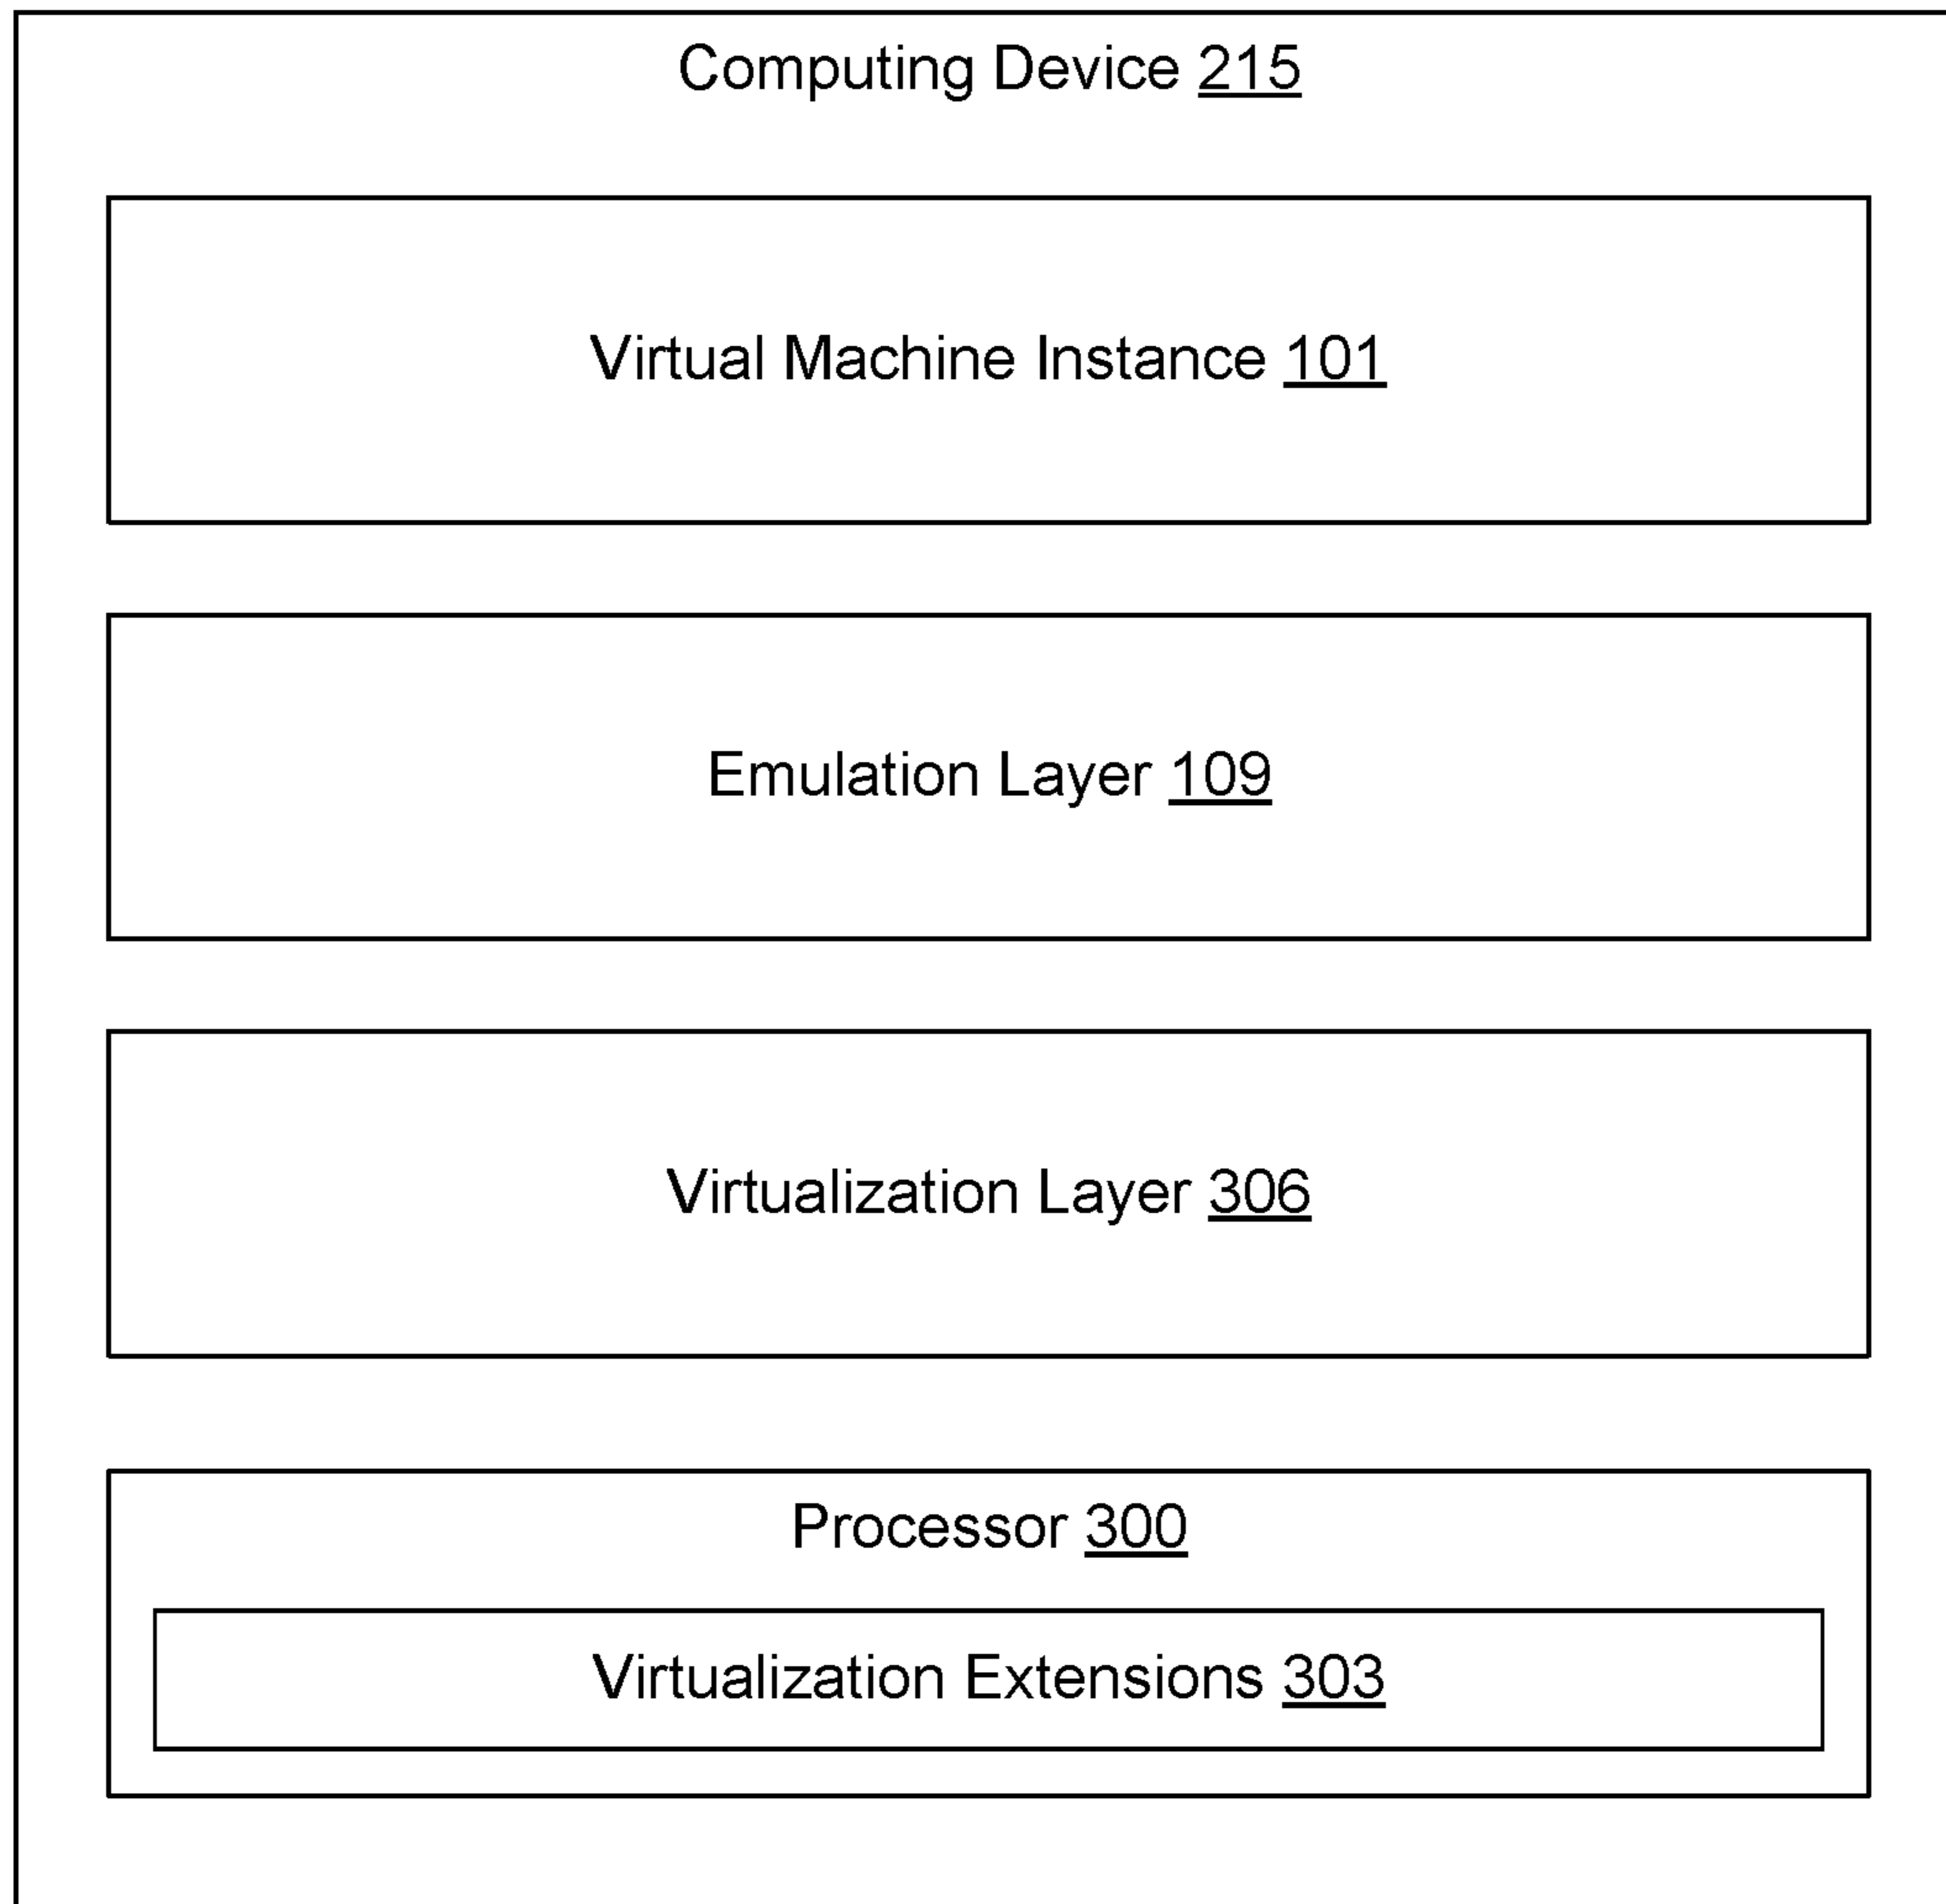 Computing Device 215
Virtual Machine Instance 101
Emulation Layer 109
Virtualization Layer 306
Processor 300
Virtualization Extensions 303